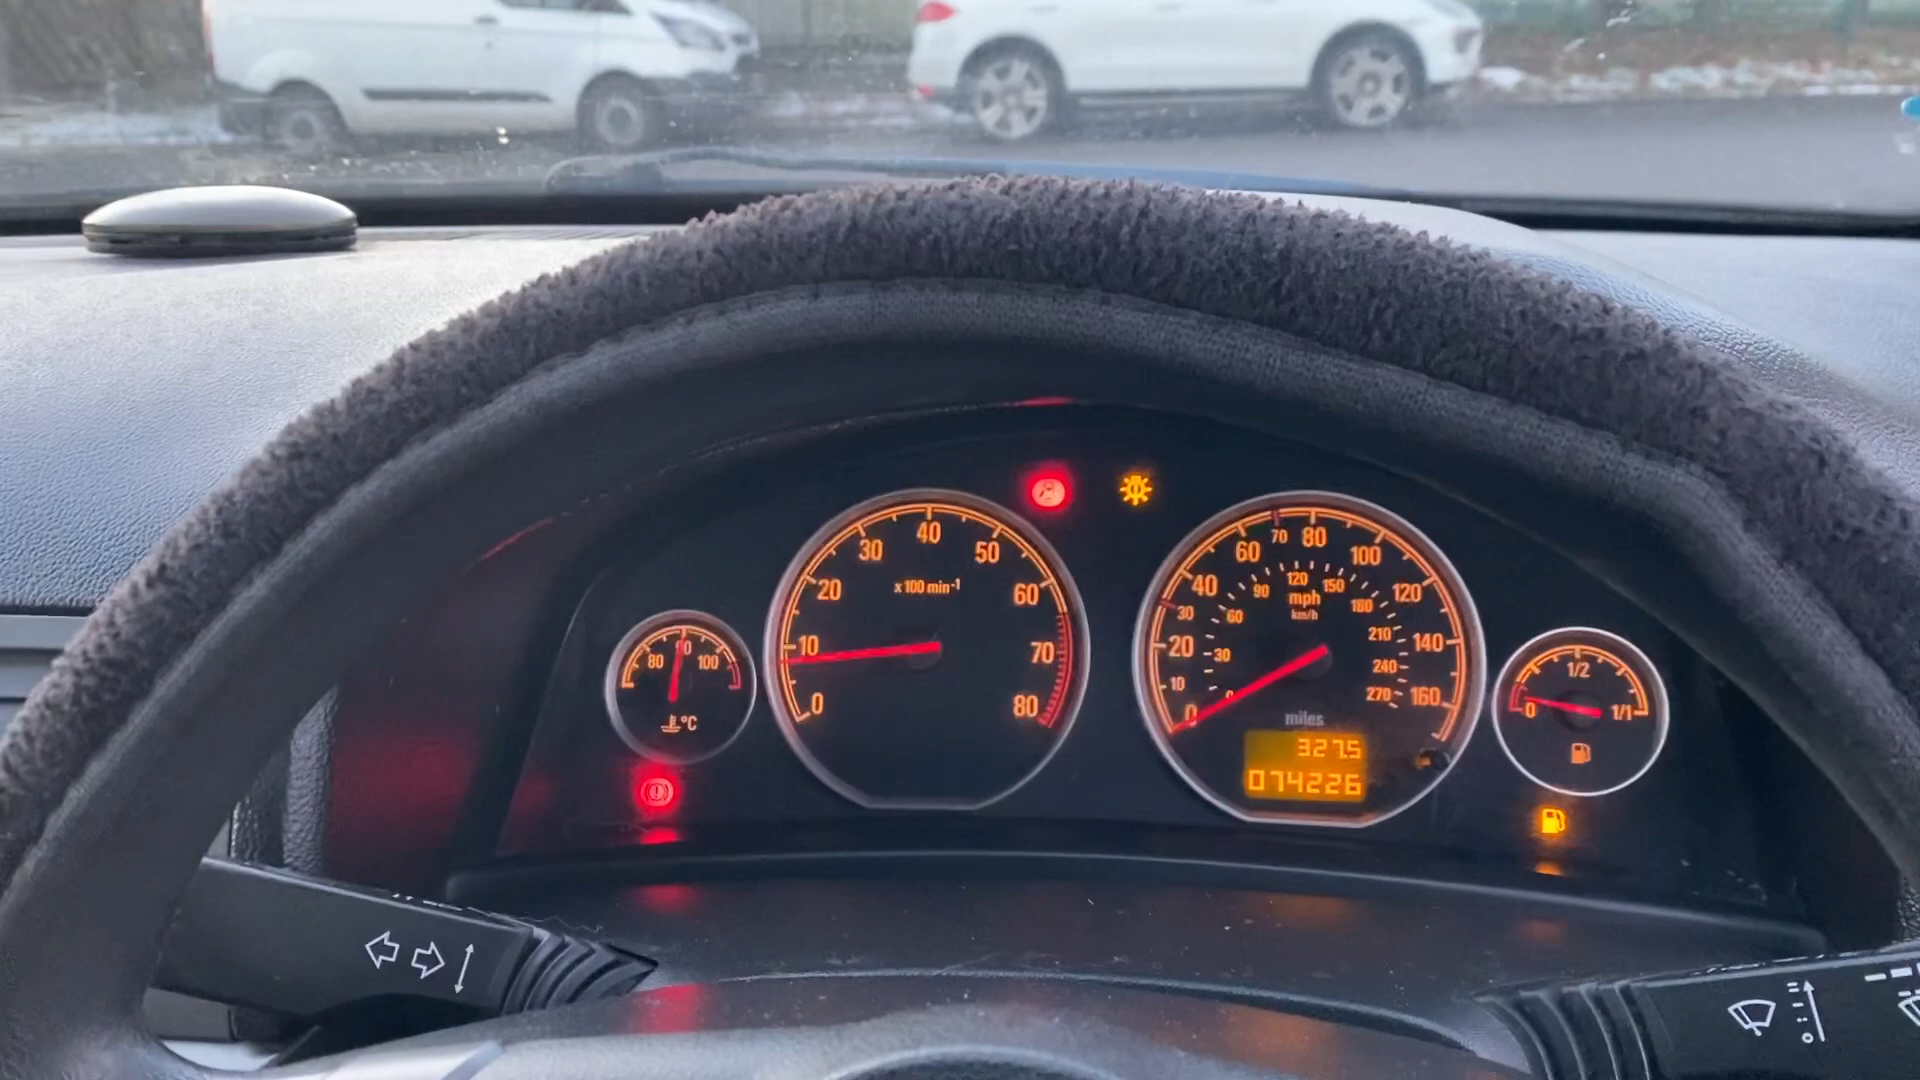 80 90 100
°C
0 10 20 30 40 50 60 70 80
x 100 min-1
0 10 20 30 40 60 70 80 100 120 140 160
30 60 90 120 150 180 210 240 270
mph
km/h
miles
327.5
074226
0 1/2 1/1